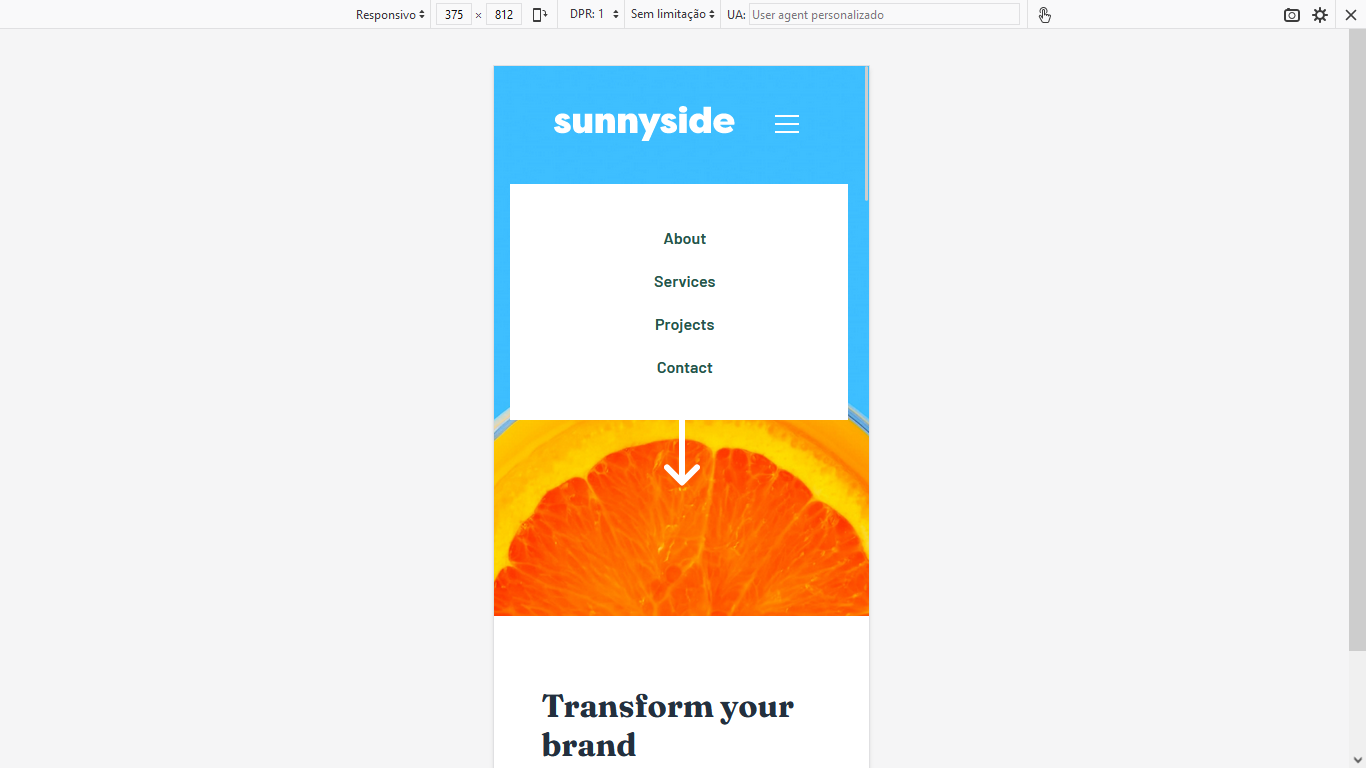 Responsivo 375 × 812 DPR: 1 Sem limitação UA: User agent personalizado
sunnyside
About
Services
Projects
Contact
Transform your
brand